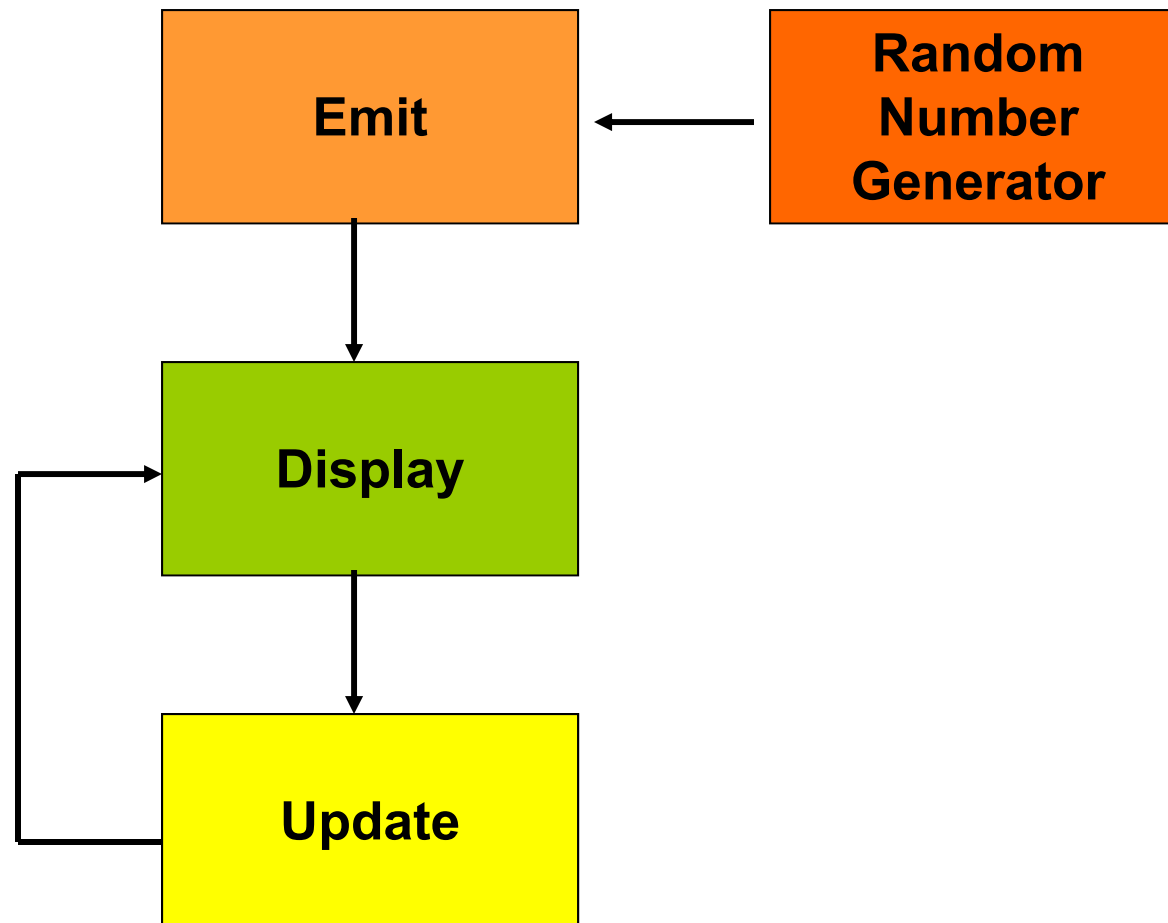 Emit
Random
Number
Generator
Display
Update